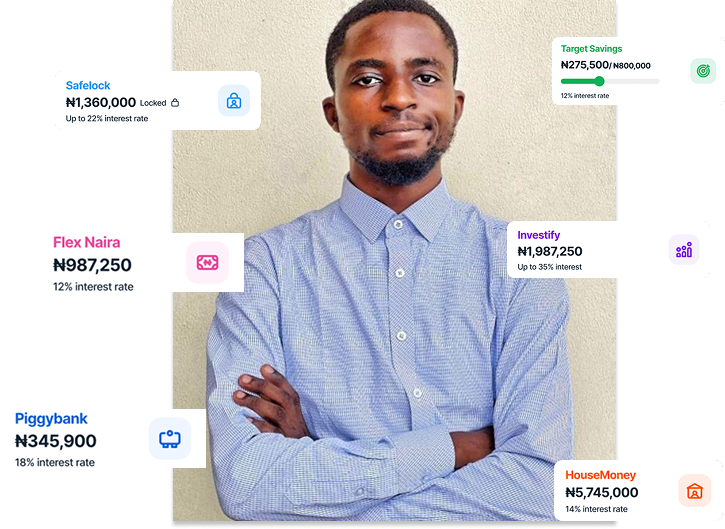 Target Savings
₦275,500/₦800,000
12% interest rate
Safelock
₦1,360,000 Locked
Up to 22% interest rate
Flex Naira
₦987,250
12% interest rate
Investify
₦1,987,250
Up to 35% interest
Piggybank
₦345,900
18% interest rate
HouseMoney
₦5,745,000
14% interest rate